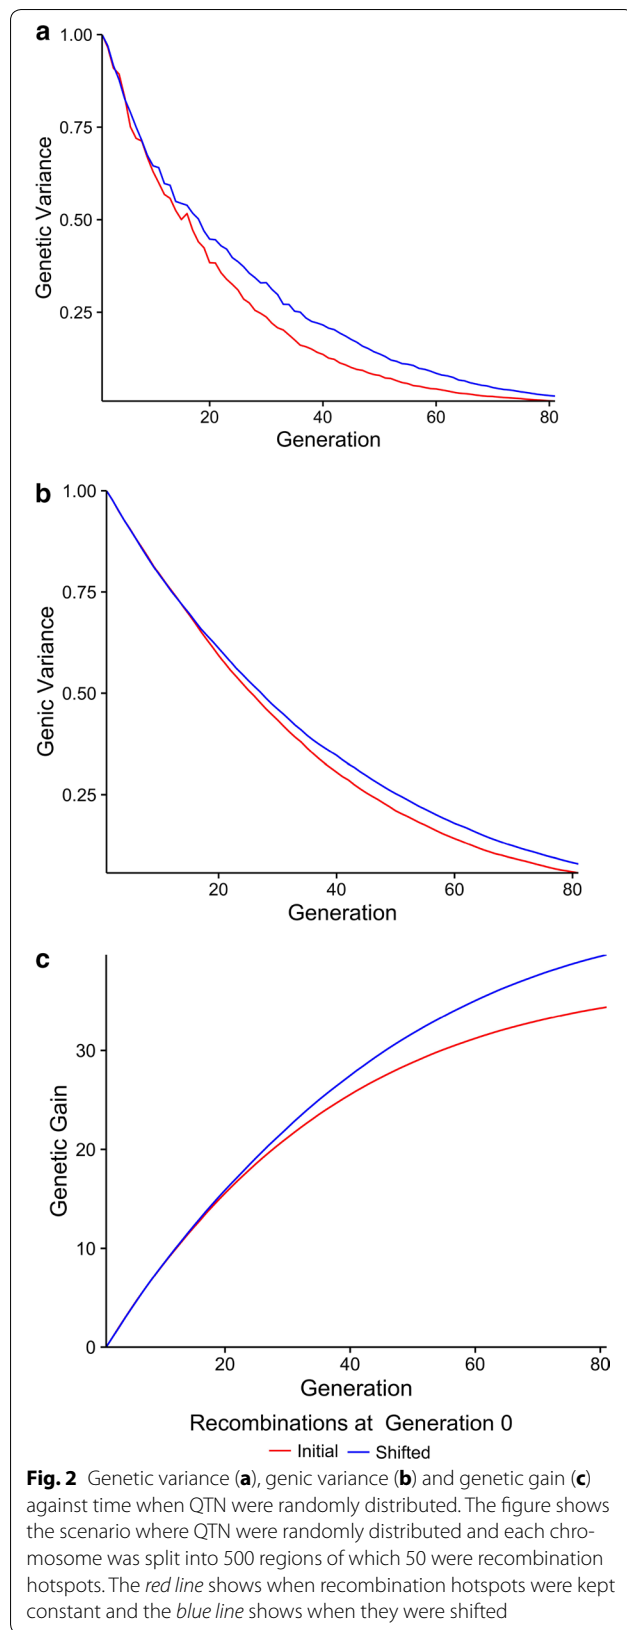 a
1.00
0.75
0.50
0.25
Genetic Variance
20 40 60 80
Generation
b
1.00
0.75
0.50
0.25
Genic Variance
20 40 60 80
Generation
c
30
20
10
0
Genetic Gain
20 40 60 80
Generation
Recombinations at Generation 0
Initial Shifted
Fig. 2 Genetic variance (a), genic variance (b) and genetic gain (c)
against time when QTN were randomly distributed. The figure shows
the scenario where QTN were randomly distributed and each chro-
mosome was split into 500 regions of which 50 were recombination
hotspots. The red line shows when recombination hotspots were kept
constant and the blue line shows when they were shifted